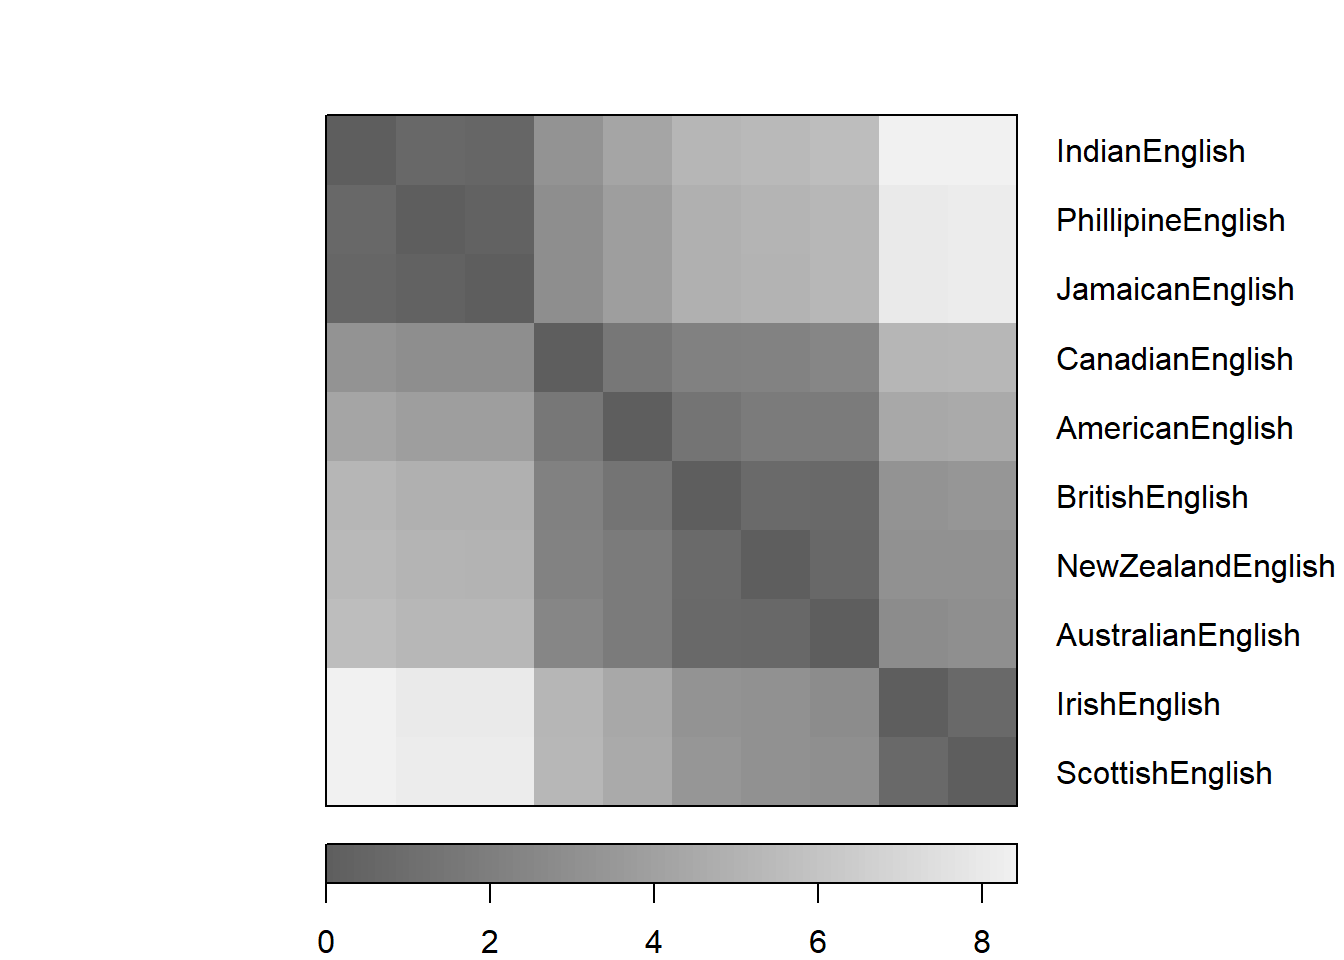 IndianEnglish
PhillipineEnglish
JamaicanEnglish
CanadianEnglish
AmericanEnglish
BritishEnglish
NewZealandEnglish
AustralianEnglish
IrishEnglish
ScottishEnglish
0 2 4 6 8